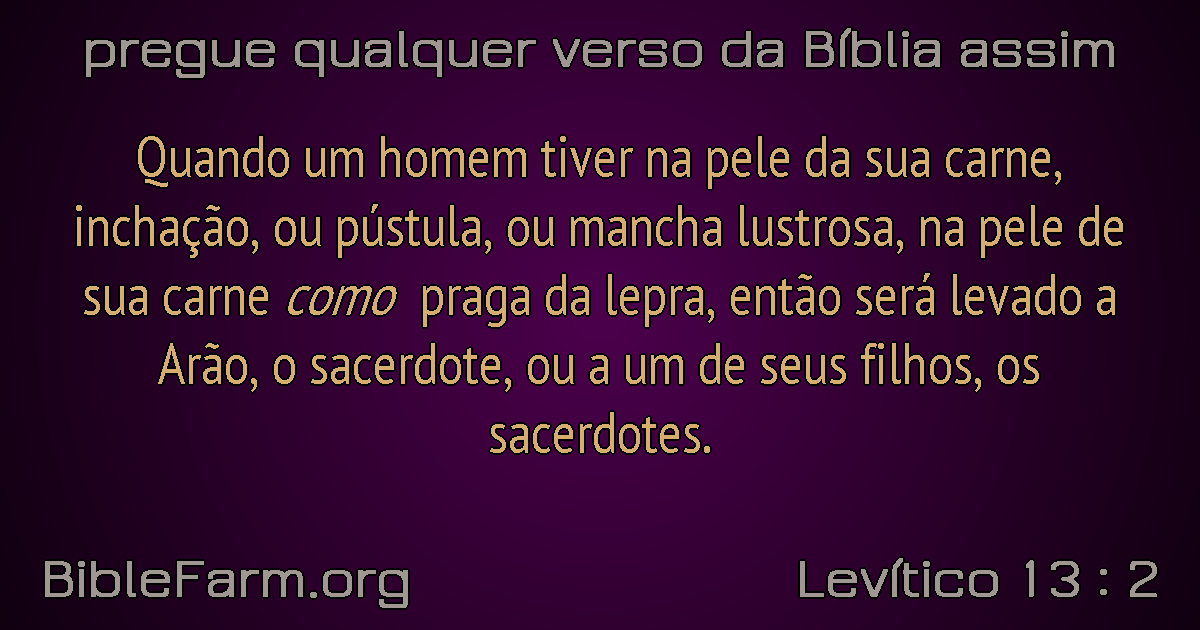 pregue qualquer verso da Bíblia assim
Quando um homem tiver na pele da sua carne,
inchação, ou pústula, ou mancha lustrosa, na pele de
sua carne como praga da lepra, então será levado a
Arão, o sacerdote, ou a um de seus filhos, os
sacerdotes.
BibleFarm.org
Levítico 13 : 2